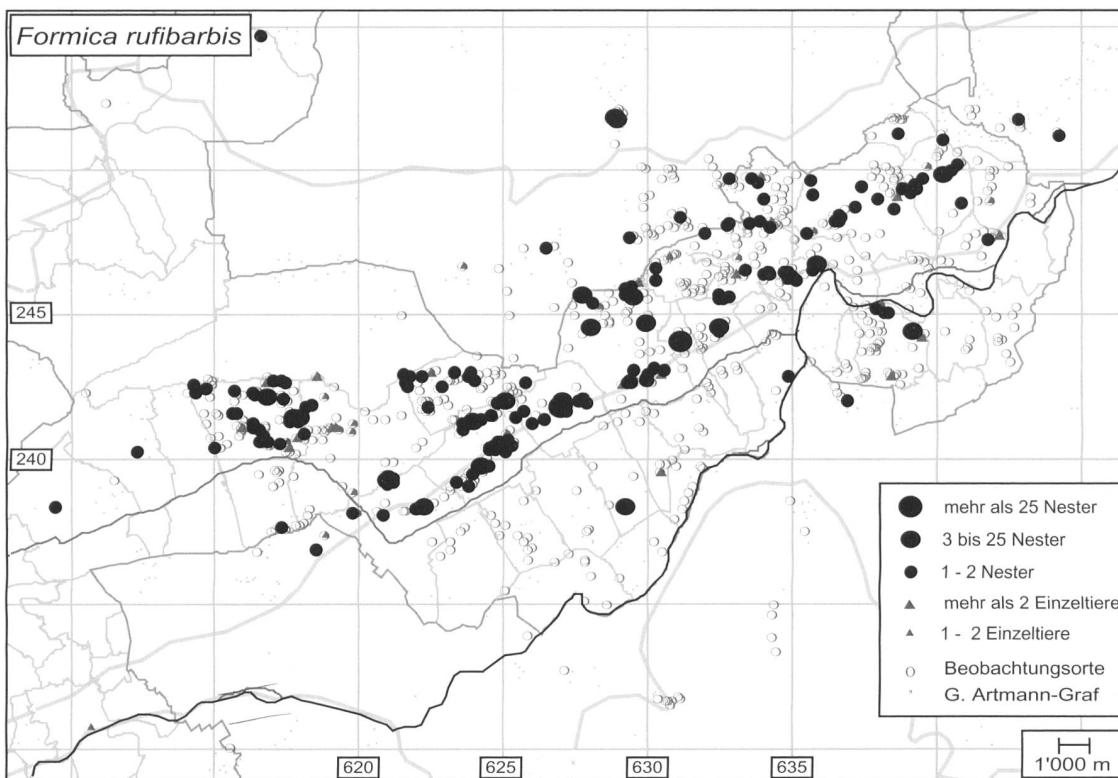 Formica rufibarbis
245
240
mehr als 25 Nester
3 bis 25 Nester
1 - 2 Nester
mehr als 2 Einzeltiere
1 - 2 Einzeltiere
Beobachtungsorte
G. Artmann-Graf
620
625
630
635
1'000 m